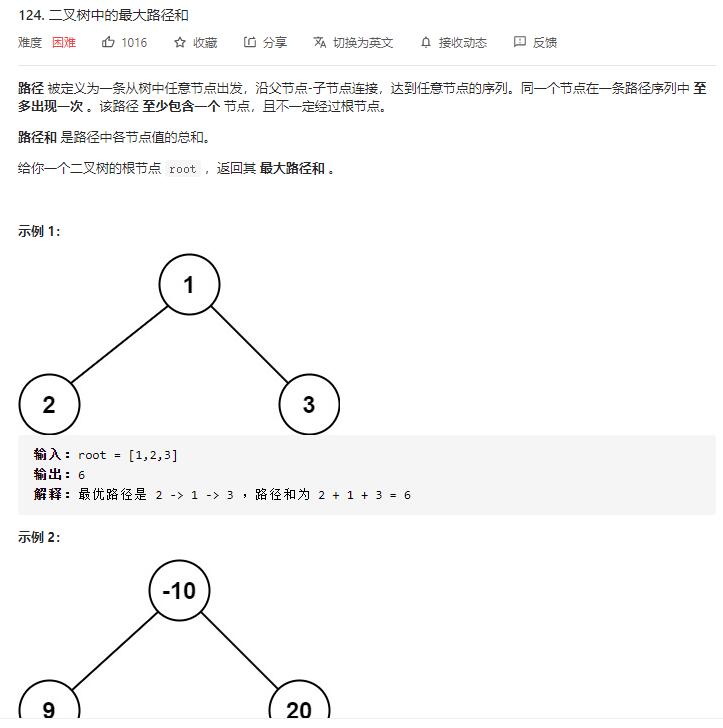 124. 二叉树中的最大路径和
难度 困难 1016 收藏 分享 切换为英文 接收动态 反馈
路径 被定义为一条从树中任意节点出发，沿父节点-子节点连接，达到任意节点的序列。同一个节点在一条路径序列中 至
多出现一次 。该路径 至少包含一个 节点，且不一定经过根节点。
路径和 是路径中各节点值的总和。
给你一个二叉树的根节点 root ，返回其 最大路径和 。
示例 1：
1
2 3
输入：root = [1,2,3]
输出：6
解释：最优路径是 2 -> 1 -> 3 ，路径和为 2 + 1 + 3 = 6
示例 2：
-10
9 20